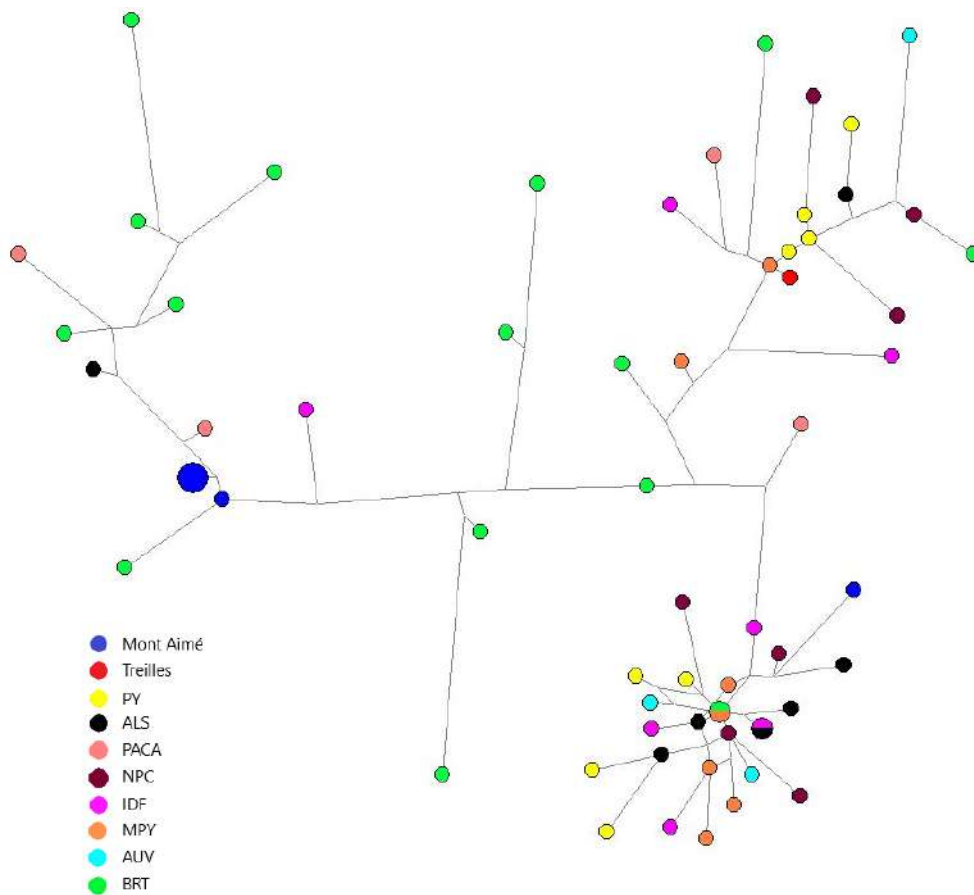 Mont Aimé
Treilles
PY
ALS
PACA
NPC
IDF
MPY
AUV
BRT